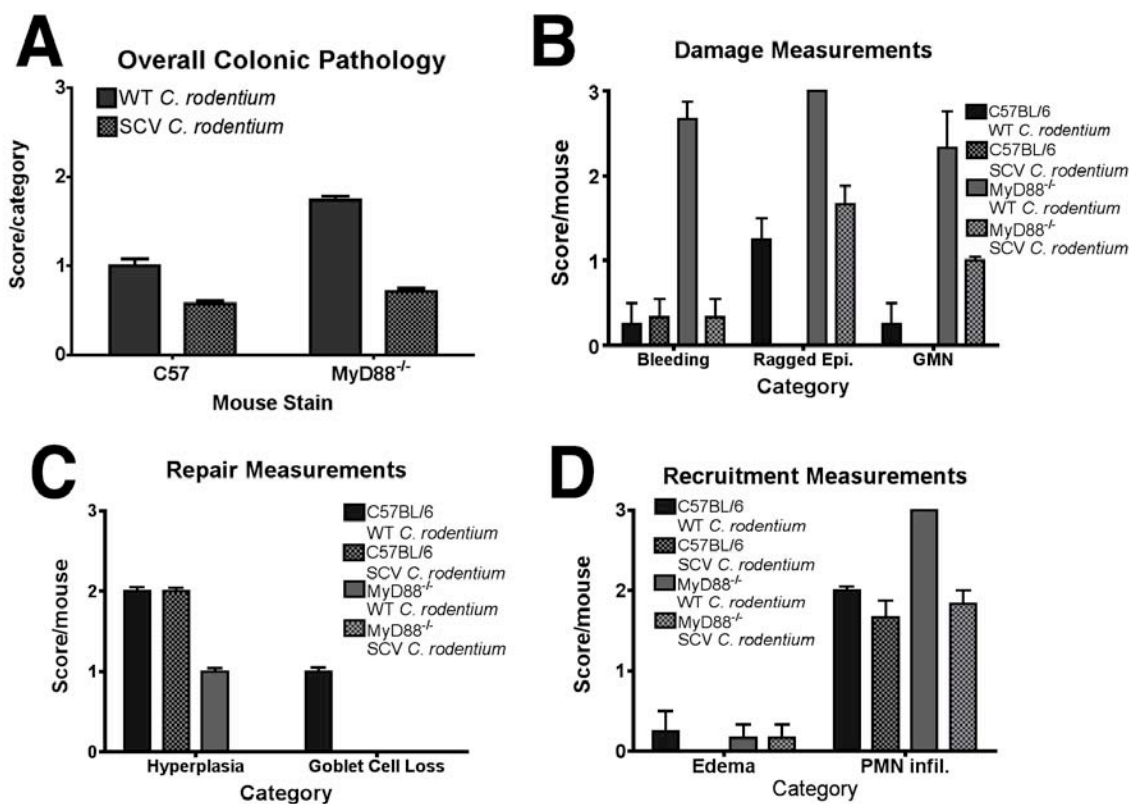 A
Overall Colonic Pathology
WT C. rodentium
SCV C. rodentium
Score/category
3
2
1
0
C57
MyD88-/-
Mouse Stain
B
Damage Measurements
C57BL/6
WT C. rodentium
C57BL/6
SCV C. rodentium
MyD88-/-
WT C. rodentium
MyD88-/-
SCV C. rodentium
Score/mouse
3
2
1
0
Bleeding
Ragged Epi.
GMN
Category
C
Repair Measurements
C57BL/6
WT C. rodentium
C57BL/6
SCV C. rodentium
MyD88-/-
WT C. rodentium
MyD88-/-
SCV C. rodentium
Score/mouse
3
2
1
0
Hyperplasia
Goblet Cell Loss
Category
D
Recruitment Measurements
C57BL/6
WT C. rodentium
C57BL/6
SCV C. rodentium
MyD88-/-
WT C. rodentium
MyD88-/-
SCV C. rodentium
Score/mouse
3
2
1
0
Edema
PMN infil.
Category